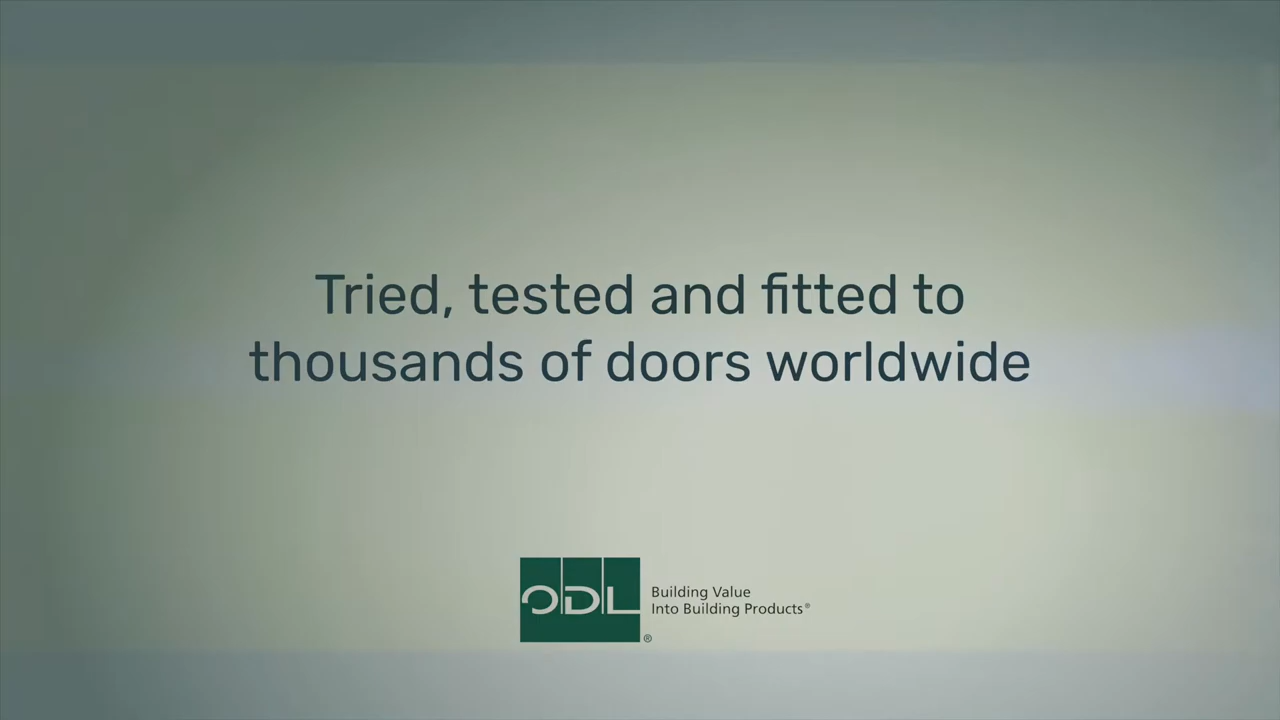 Tried, tested and fitted to
thousands of doors worldwide
ODL
Building Value
Into Building Products®
®